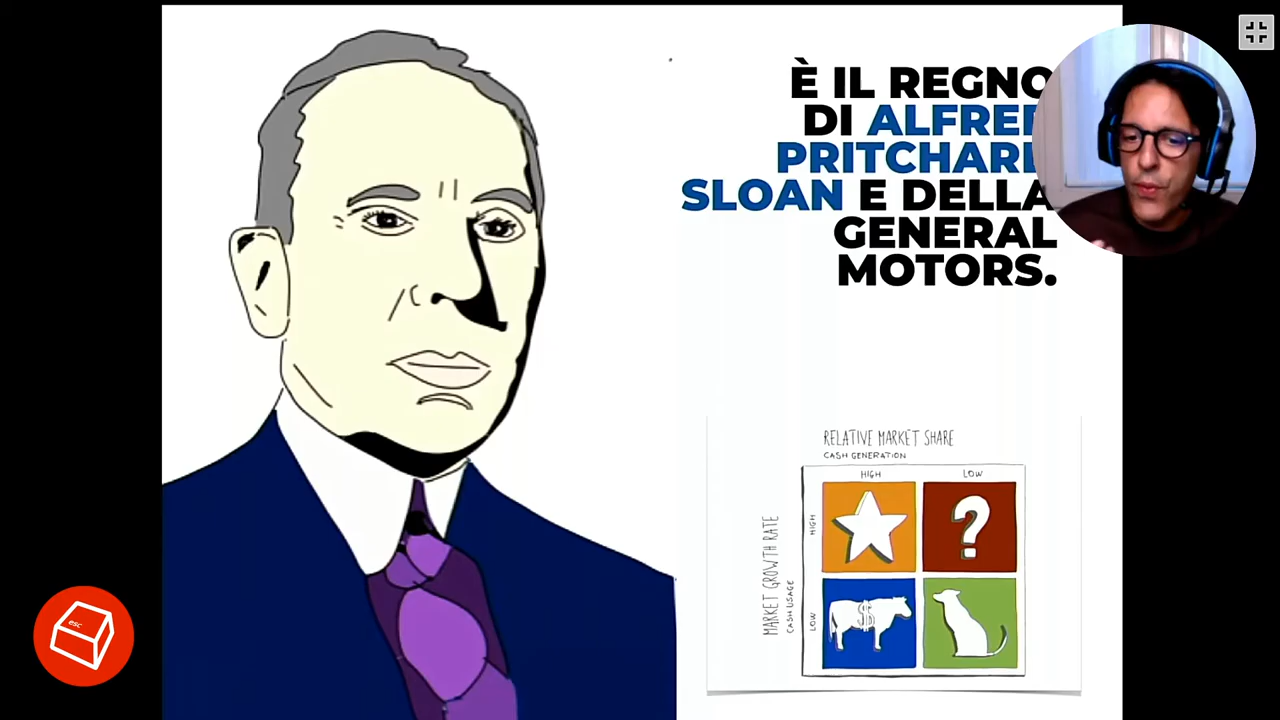 È IL REGNO
DI ALFRED
PRITCHARD
SLOAN E DELLA
GENERAL
MOTORS.
RELATIVE MARKET SHARE
CASH GENERATION
HIGH
LOW
MARKET GROWTH RATE
CASH USAGE
HIGH
LOW
$
?
esc